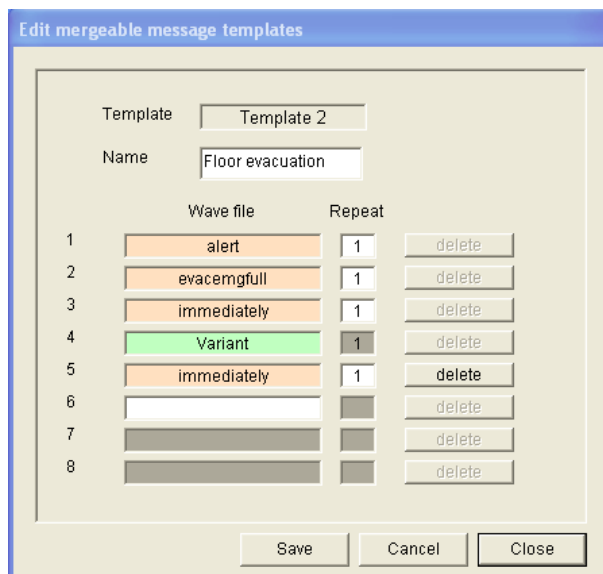 Edit mergeable message templates
Template Template 2
Name Floor evacuation
Wave file Repeat
1 alert 1 delete
2 evacemgfull 1 delete
3 immediately 1 delete
4 Variant 1 delete
5 immediately 1 delete
6 delete
7 delete
8 delete
Save Cancel Close